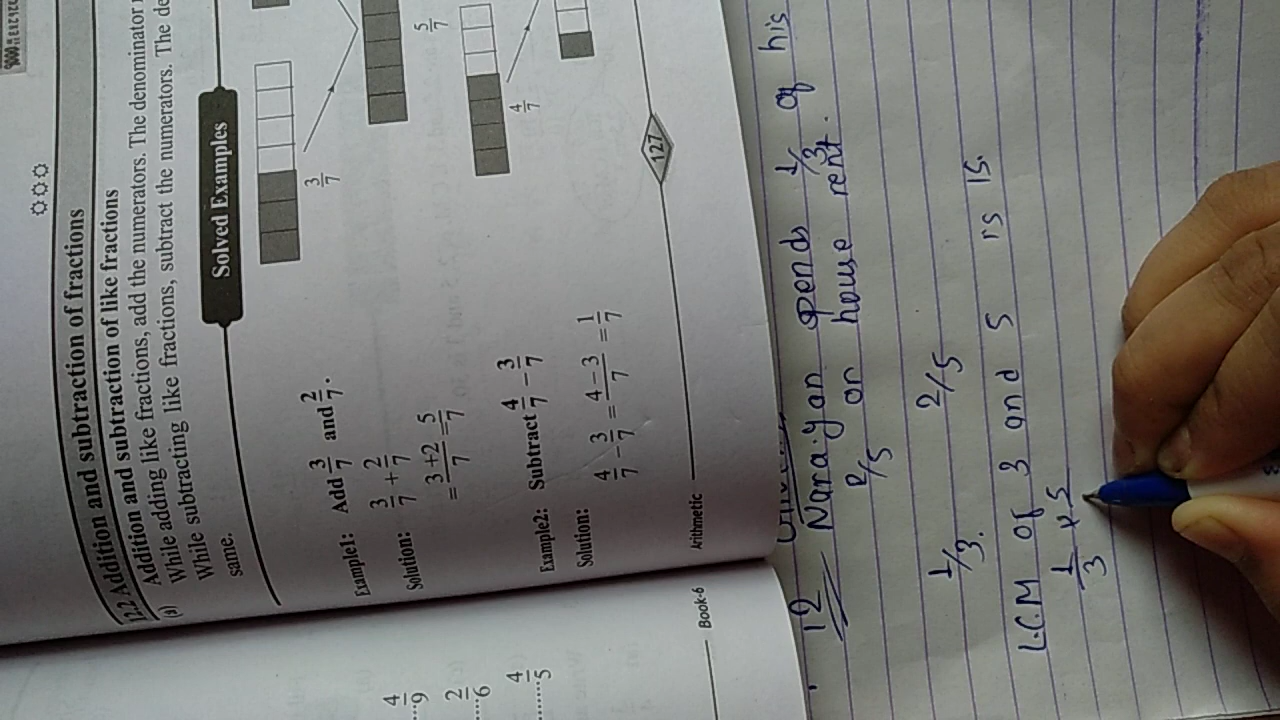 12.2 Addition and subtraction of fractions
(a) Addition and subtraction of like fractions
While adding like fractions, add the numerators. The denominator
While subtracting like fractions, subtract the numerators. The
same.
Solved Examples
Example1: Add 3/7 and 2/7.
Solution: 3/7 + 2/7
= 3+2/7 = 5/7
3/7
5/7
Example2: Subtract 4/7 - 3/7
Solution: 4/7 - 3/7 = 4-3/7 = 1/7
4/7
Arithmetic
127
4/9
2/6
4/5
Book-6
12 Narayan spends 1/3 of his
2/5 on house rent.
1/3. 2/5
L.C.M of 3 and 5 is 15.
1/3 × 5